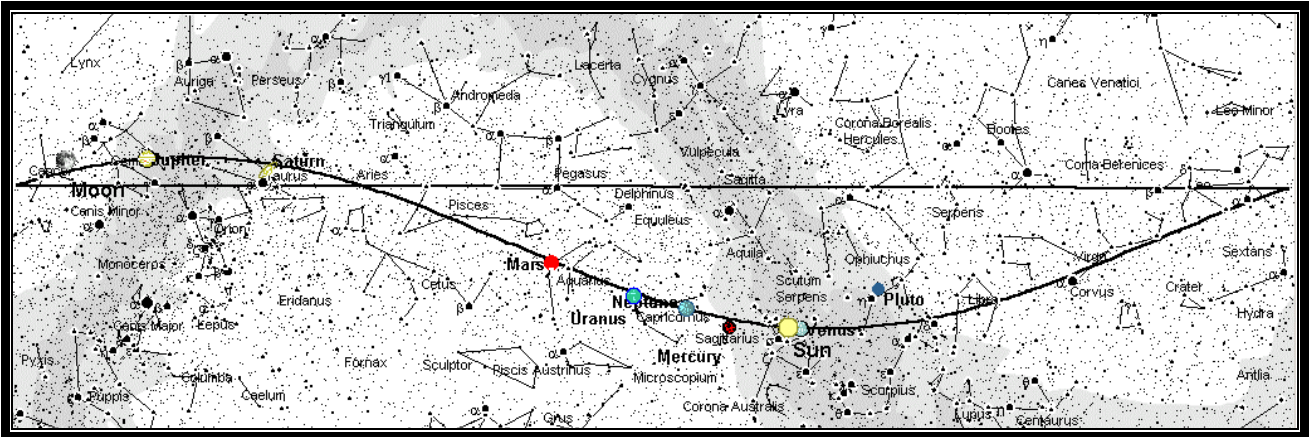 Lynx
Auriga
Perseus
Lacerta
Cygnus
Andromeda
Triangulum
Lyra
Canes Venatici
Leo Minor
Corona Borealis
Hercules
Bootes
Vulpecula
Coma Berenices
Jupiter
Saturn
Aries
Pegasus
Sagitta
Moon
Delphinus
Equuleus
Pisces
Serpens
Canis Minor
Orion
Monoceros
Aquila
Ophiuchus
Virgo
Sextans
Mars
Aquarius
Cetus
Scutum
Serpens
Crater
Corvus
Eridanus
Neptune
Pluto
Libra
Uranus
Capricornus
Hydra
Canis Major
Lepus
Venus
Sagittarius
Sun
Mercury
Pyxis
Fornax
Sculptor
Piscis Austrinus
Microscopium
Columba
Antlia
Scorpius
Puppis
Caelum
Corona Australis
Grus
Lupus
Centaurus